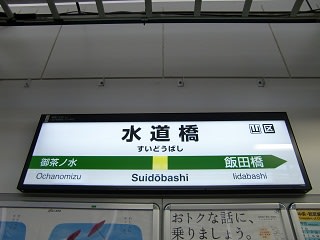 水道橋
山区
すいどうばし
御茶ノ水
飯田橋
Ochanomizu
Suidōbashi
Iidabashi
おトクな話に、
乗りましょう。